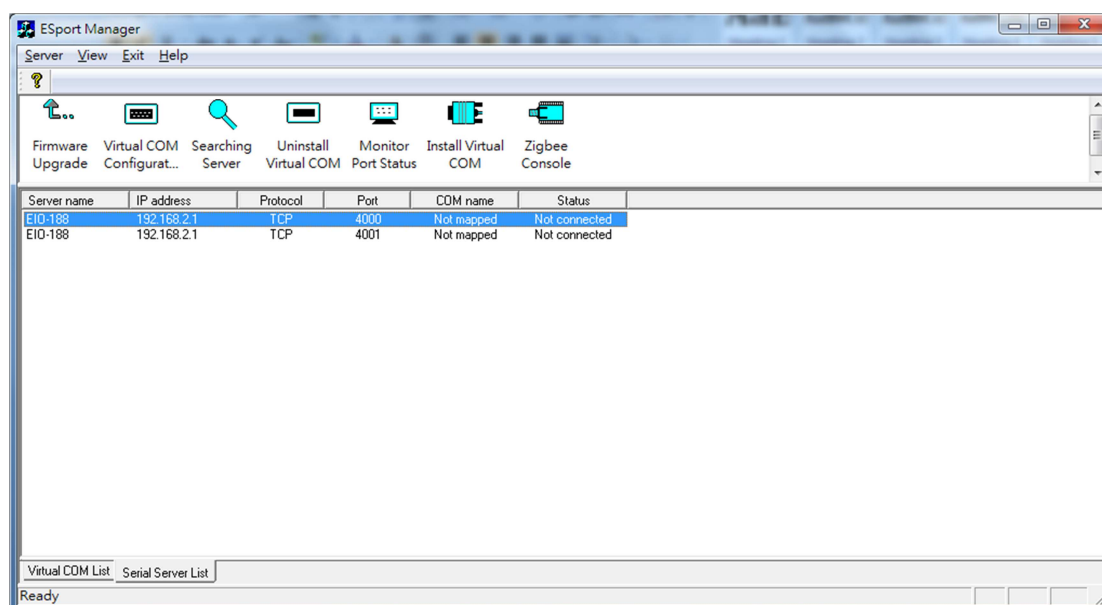 ESport Manager
Server View Exit Help
Firmware Upgrade
Virtual COM Configurat...
Searching Server
Uninstall Virtual COM
Monitor Port Status
Install Virtual COM
Zigbee Console
Server name IP address Protocol Port COM name Status
EIO-188 192.168.2.1 TCP 4000 Not mapped Not connected
EIO-188 192.168.2.1 TCP 4001 Not mapped Not connected
Virtual COM List Serial Server List
Ready